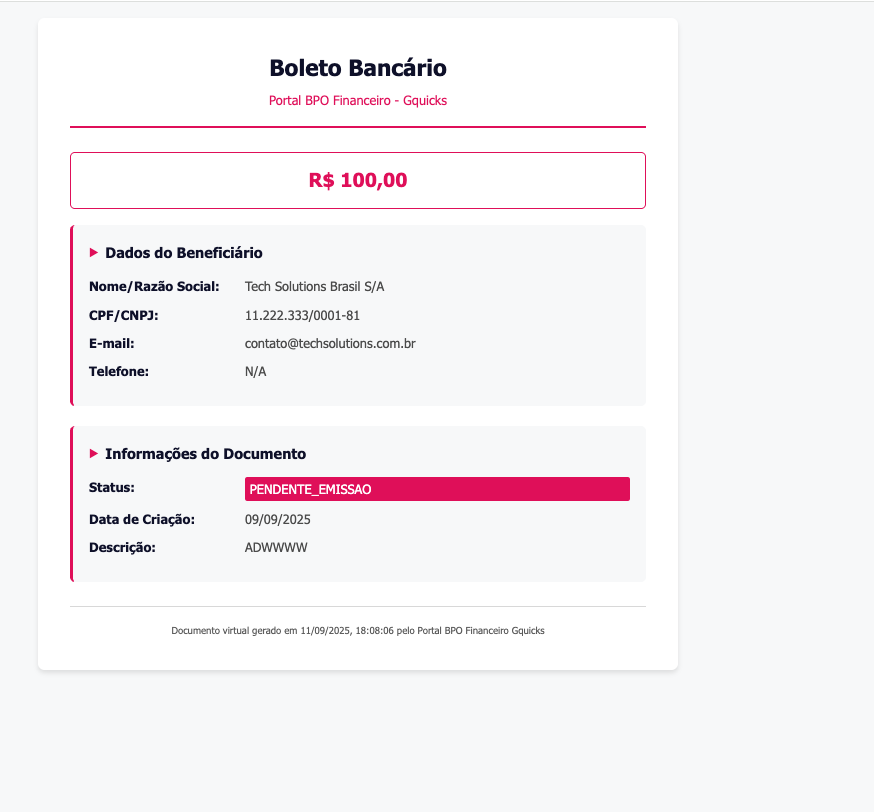 Boleto Bancário
Portal BPO Financeiro - Gquicks
R$ 100,00
Dados do Beneficiário
Nome/Razão Social: Tech Solutions Brasil S/A
CPF/CNPJ: 11.222.333/0001-81
E-mail: contato@techsolutions.com.br
Telefone: N/A
Informações do Documento
Status: PENDENTE_EMISSAO
Data de Criação: 09/09/2025
Descrição: ADWWWW
Documento virtual gerado em 11/09/2025, 18:08:06 pelo Portal BPO Financeiro Gquicks